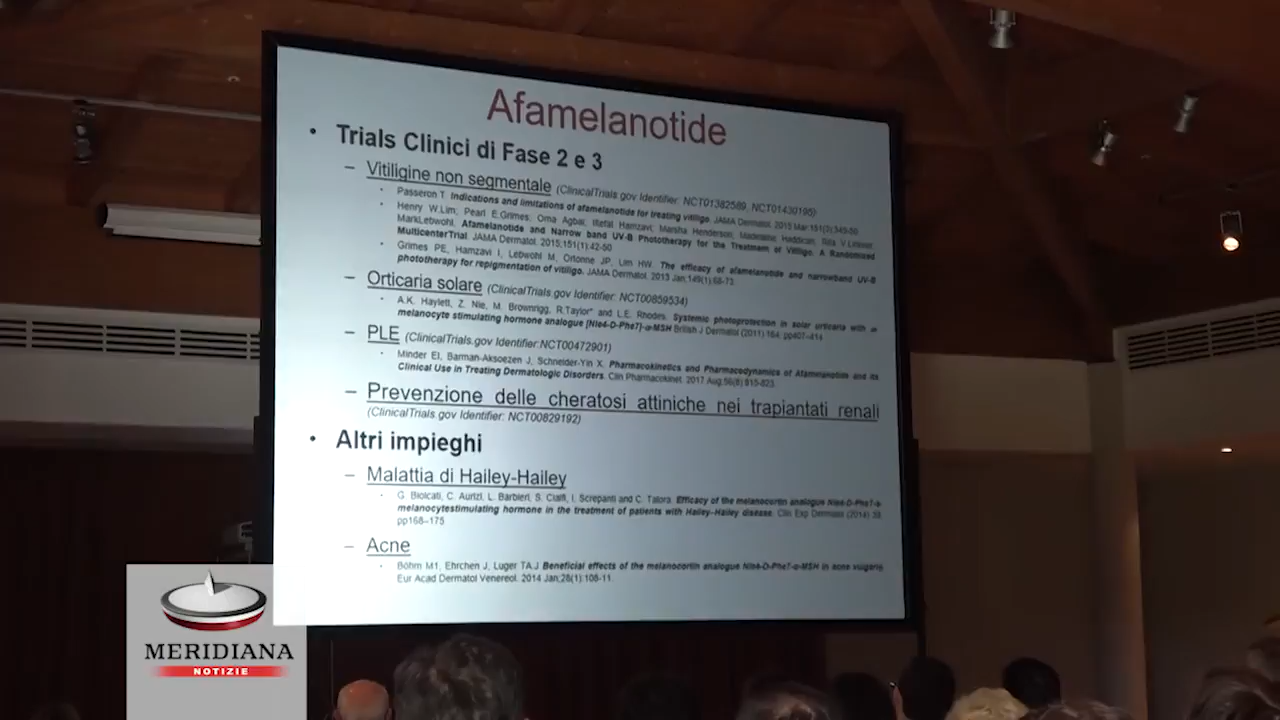 Afamelanotide
• Trials Clinici di Fase 2 e 3
– Vitiligine non segmentale (ClinicalTrials.gov Identifier: NCT01382589, NCT01430195)
• Passeron T. Indications and limitations of afamelanotide for treating vitiligo. JAMA Dermatol. 2015 Mar;151(3):349-50
• Henry W.Lim; Pearl E.Grimes; Oma Agbai; Iltefat Hamzavi; Marsha Henderson; Madeleine Haddican; Rita V.Linkner;
MarkLebwohl. Afamelanotide and Narrow band UV-B Phototherapy for the Treatment of Vitiligo. A Randomized
MulticenterTrial. JAMA Dermatol. 2015;151(1):42-50
• Grimes PE, Hamzavi I, Lebwohl M, Ortonne JP, Lim HW. The efficacy of afamelanotide and narrowband UV-B
phototherapy for repigmentation of vitiligo. JAMA Dermatol. 2013 Jan;149(1):68-73.
– Orticaria solare (ClinicalTrials.gov Identifier: NCT00859534)
• A.K. Haylett, Z. Nie, M. Brownrigg, R.Taylor* and L.E. Rhodes. Systemic photoprotection in solar urticaria with α-
melanocyte stimulating hormone analogue [Nle4-D-Phe7]-α-MSH British J Dermatol (2011) 164, pp407–414
– PLE (ClinicalTrials.gov Identifier:NCT00472901)
• Minder EI, Barman-Aksoezen J, Schneider-Yin X. Pharmacokinetics and Pharmacodynamics of Afamelanotide and its
Clinical Use in Treating Dermatologic Disorders. Clin Pharmacokinet. 2017 Aug;56(8):815-823.
– Prevenzione delle cheratosi attiniche nei trapiantati renali
(ClinicalTrials.gov Identifier: NCT00829192)
• Altri impieghi
– Malattia di Hailey-Hailey
• G. Biolcati, C. Aurizi, L. Barbieri, S. Cialfi, I. Screpanti and C. Talora. Efficacy of the melanocortin analogue Nle4-D-Phe7-α-
melanocytestimulating hormone in the treatment of patients with Hailey–Hailey disease. Clin Exp Dermatol (2014) 39,
pp168–175
– Acne
• Böhm M1, Ehrchen J, Luger TA.J Beneficial effects of the melanocortin analogue Nle4-D-Phe7-α-MSH in acne vulgaris
Eur Acad Dermatol Venereol. 2014 Jan;28(1):108-11.
MERIDIANA
NOTIZIE